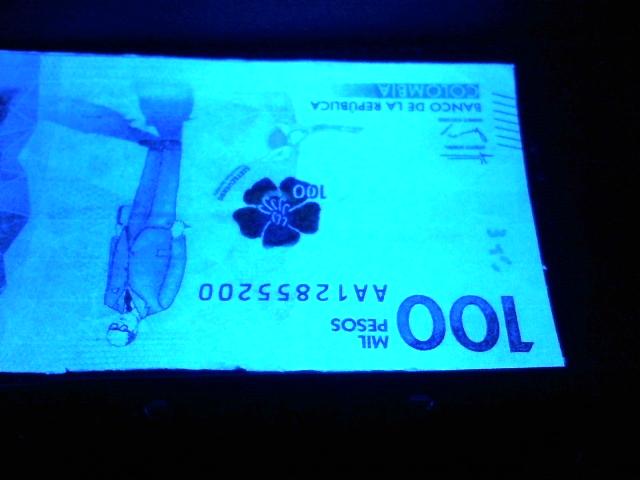 100
MIL
PESOS
AA12855200
100
BANCO DE LA REPÚBLICA
COLOMBIA